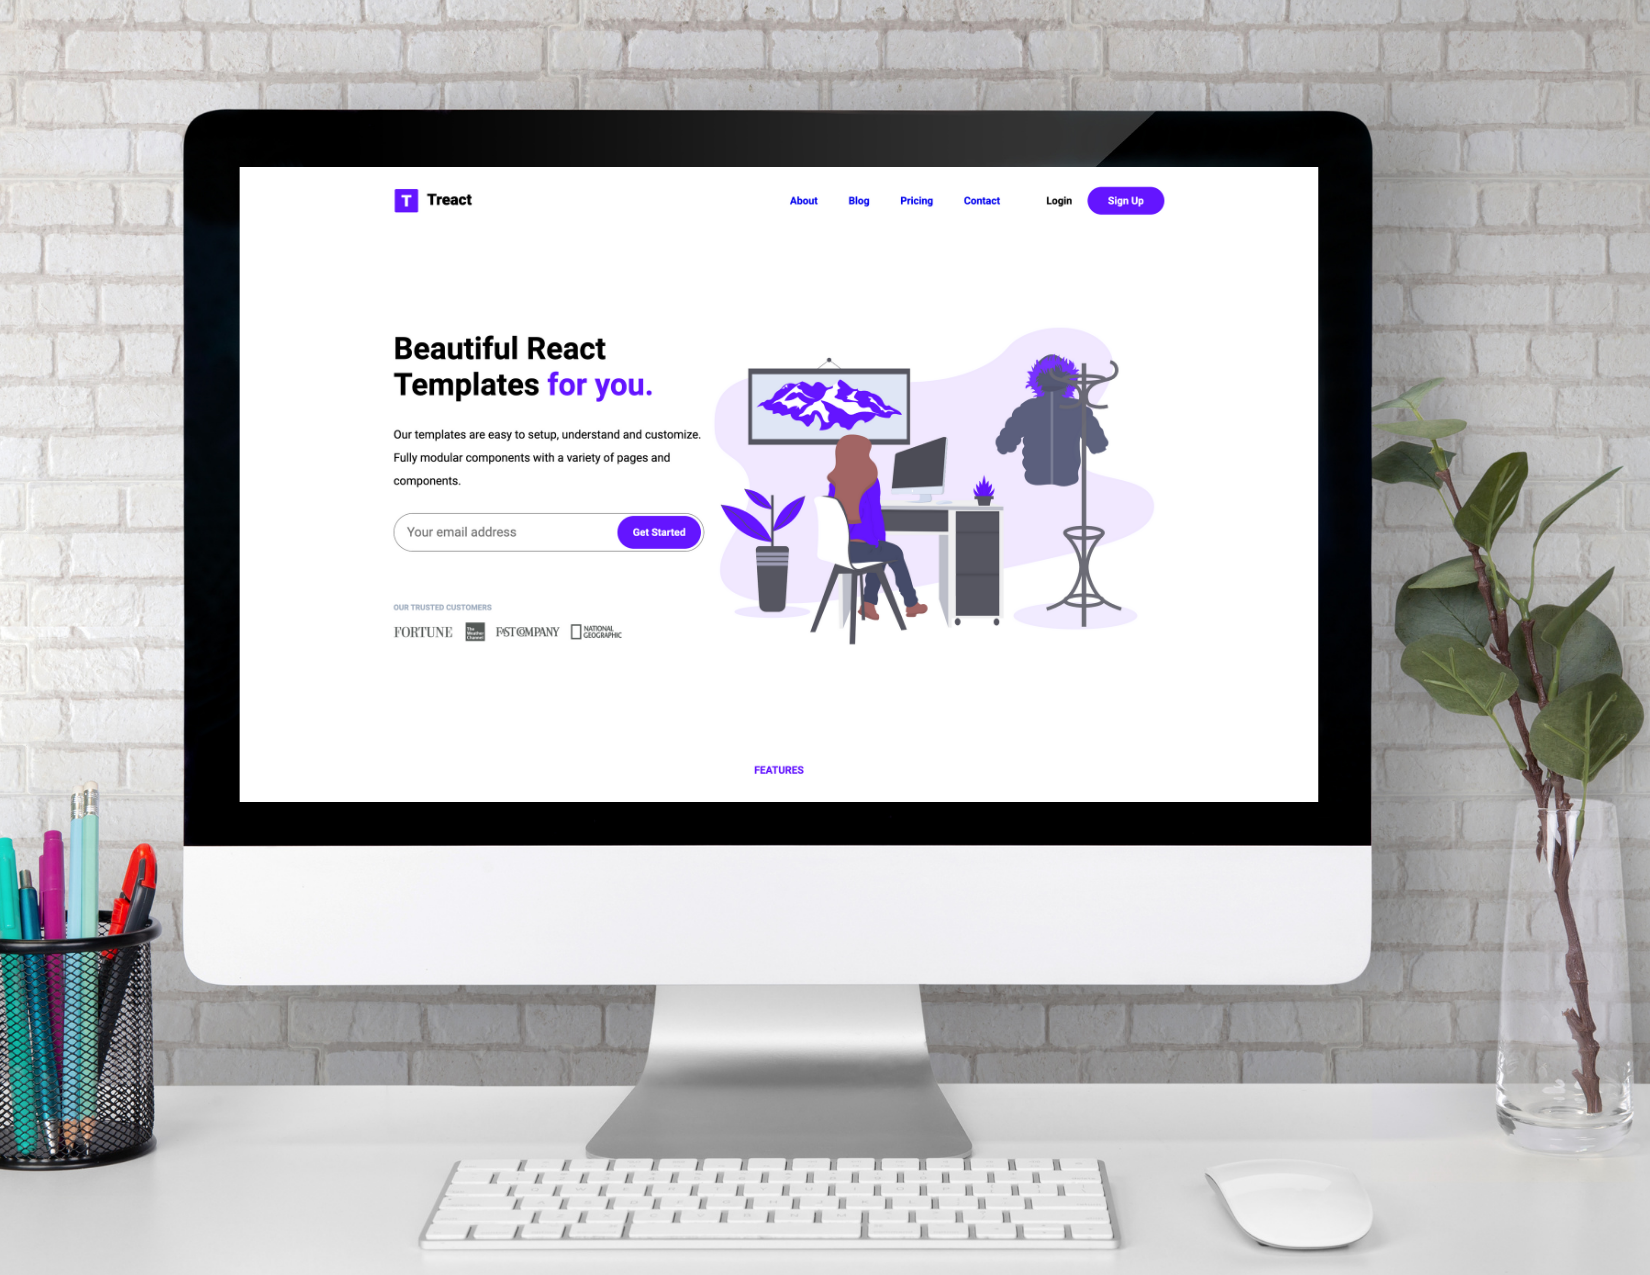 T Treact
About Blog Pricing Contact Login Sign Up
Beautiful React
Templates for you.
Our templates are easy to setup, understand and customize.
Fully modular components with a variety of pages and
components.
Your email address Get Started
OUR TRUSTED CUSTOMERS
FORTUNE
The
Weather
Channel
FAST COMPANY
NATIONAL
GEOGRAPHIC
FEATURES